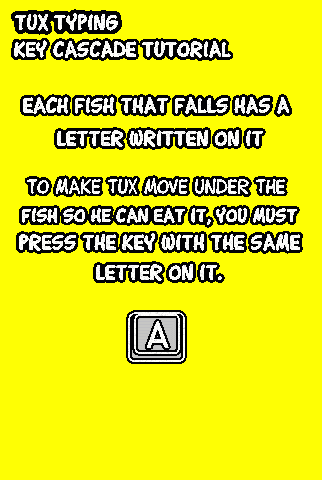 TUX TYPING
KEY CASCADE TUTORIAL
EACH FISH THAT FALLS HAS A
LETTER WRITTEN ON IT
TO MAKE TUX MOVE UNDER THE
FISH SO HE CAN EAT IT, YOU MUST
PRESS THE KEY WITH THE SAME
LETTER ON IT.
A